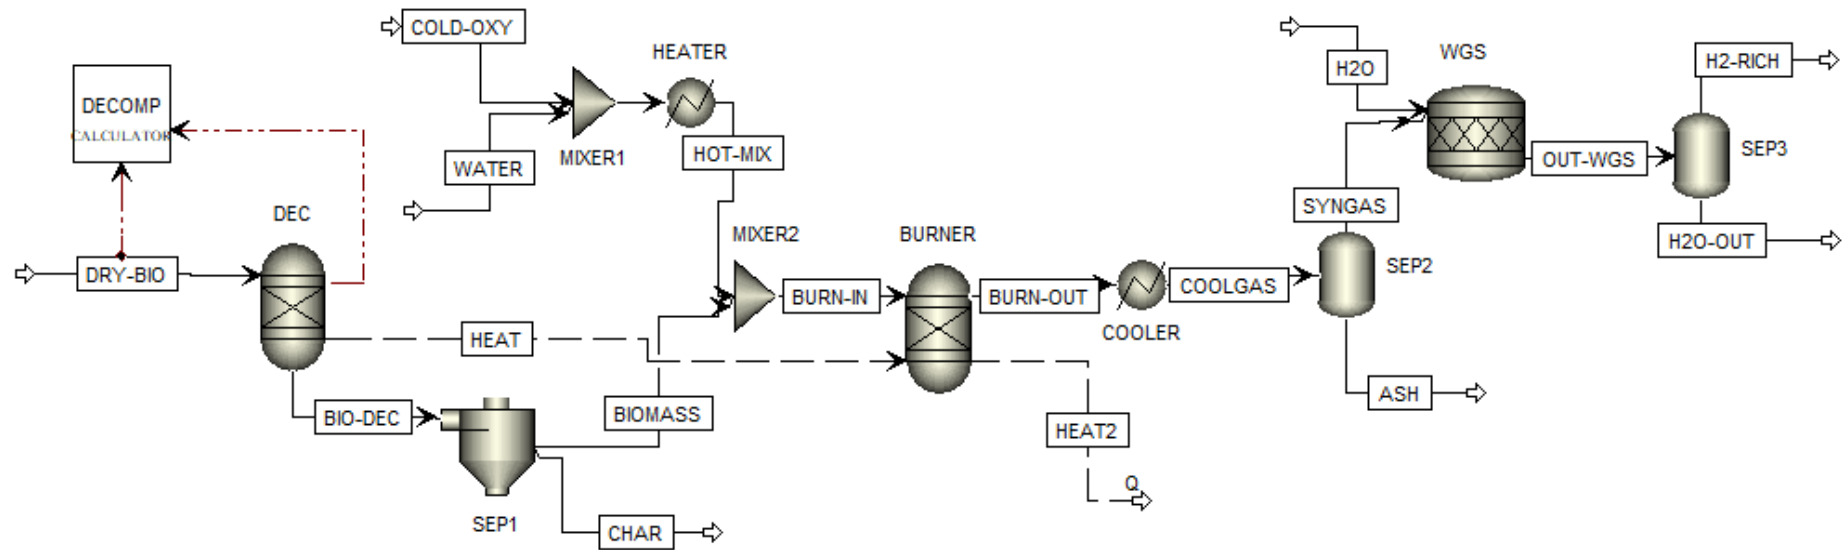 COLD-OXY
HEATER
WGS
H2-RICH
H2O
DECOMP
CALCULATOR
MIXER1
HOT-MIX
WATER
OUT-WGS
SEP3
SYNGAS
DEC
MIXER2
BURNER
H2O-OUT
DRY-BIO
SEP2
BURN-IN
BURN-OUT
COOLGAS
COOLER
HEAT
BIO-DEC
BIOMASS
ASH
HEAT2
Q
SEP1
CHAR